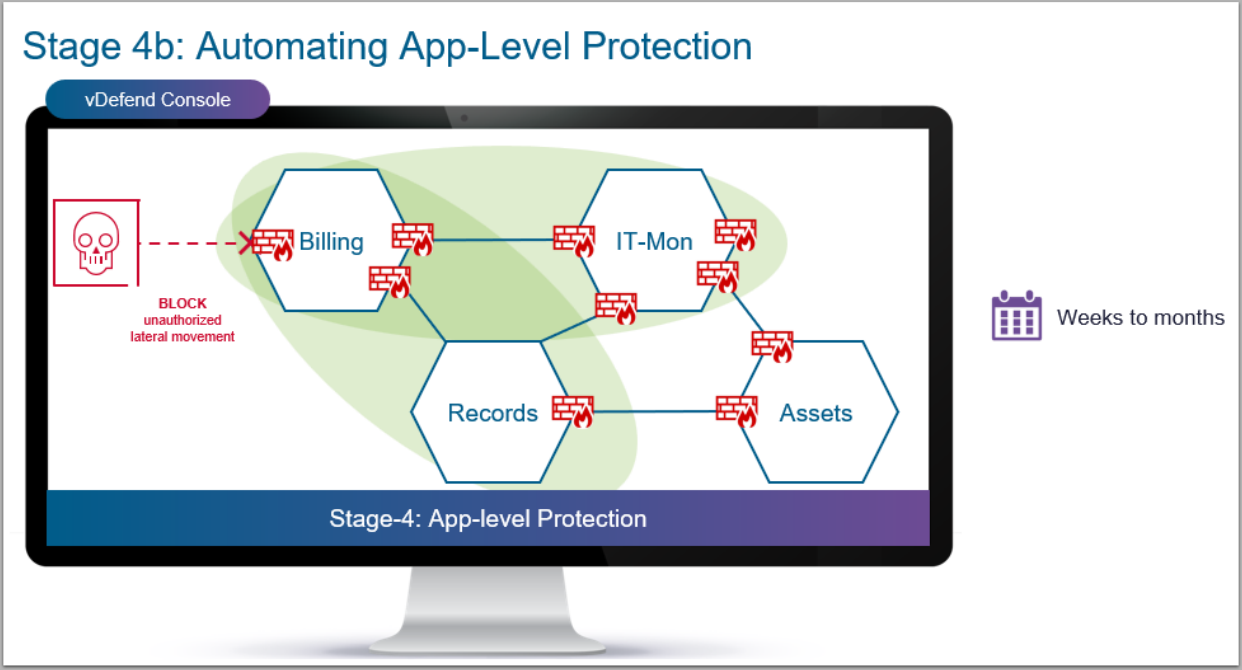 Stage 4b: Automating App-Level Protection
vDefend Console
Billing
IT-Mon
BLOCK
unauthorized
lateral movement
Weeks to months
Records
Assets
Stage-4: App-level Protection